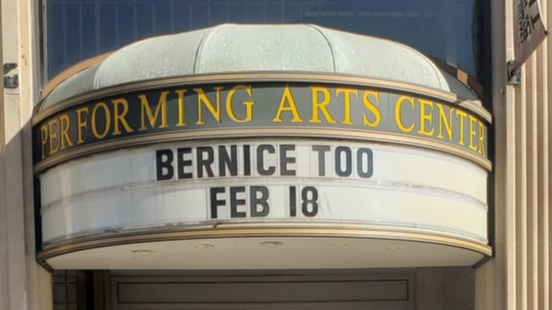 PERFORMING ARTS CENTER
BERNICE TOO
FEB 18